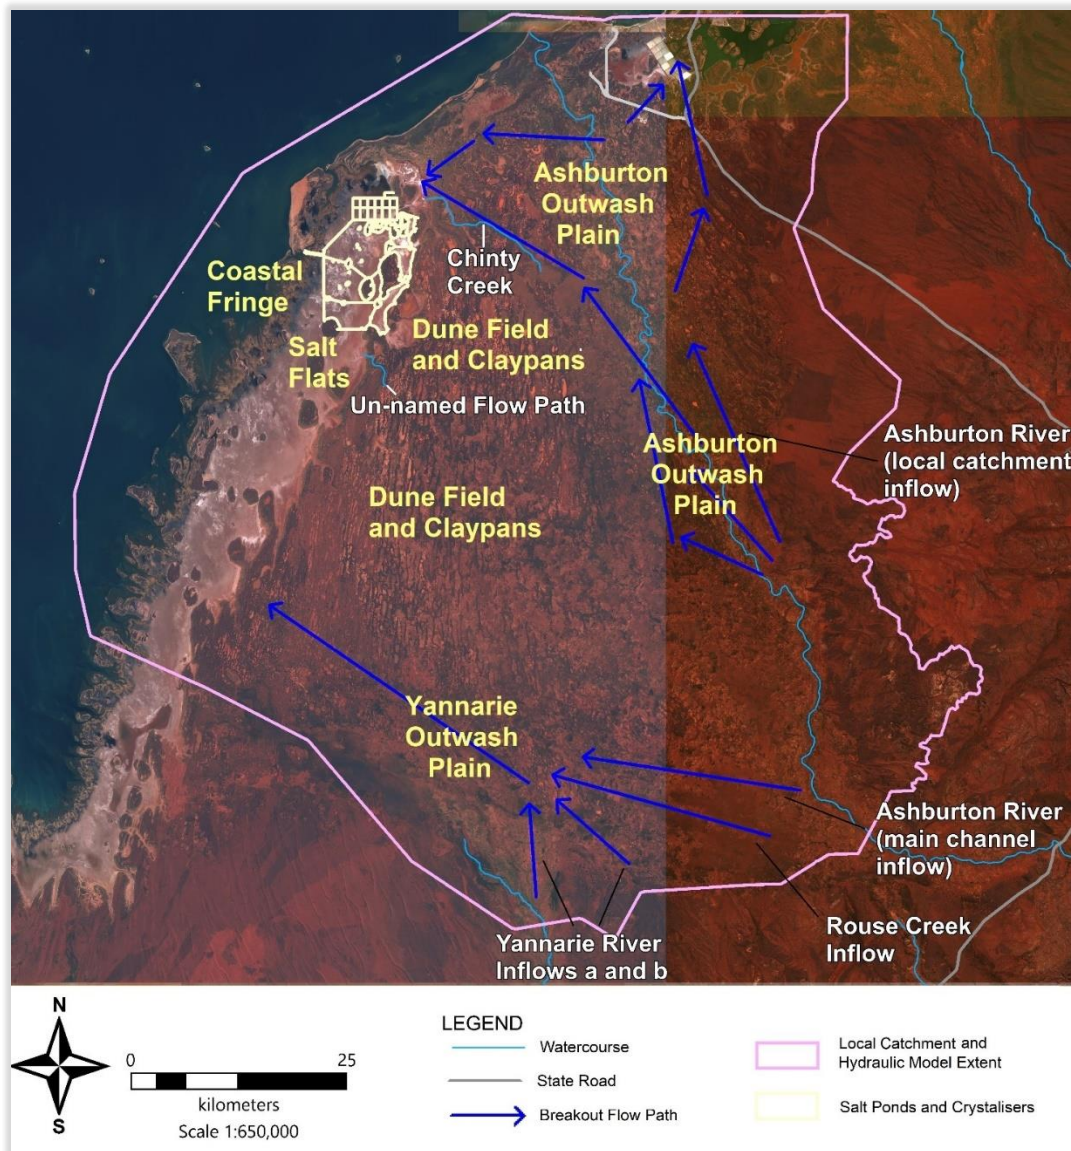 Ashburton
Outwash
Plain
Chinty
Creek
Coastal
Fringe
Dune Field
and Claypans
Salt
Flats
Un-named Flow Path
Ashburton
Outwash
Plain
Ashburton River
(local catchment
inflow)
Dune Field
and Claypans
Yannarie
Outwash
Plain
Ashburton River
(main channel
inflow)
Rouse Creek
Inflow
Yannarie River
Inflows a and b
N
S
0 25
kilometers
Scale 1:650,000
LEGEND
Watercourse
State Road
Breakout Flow Path
Local Catchment and
Hydraulic Model Extent
Salt Ponds and Crystalisers